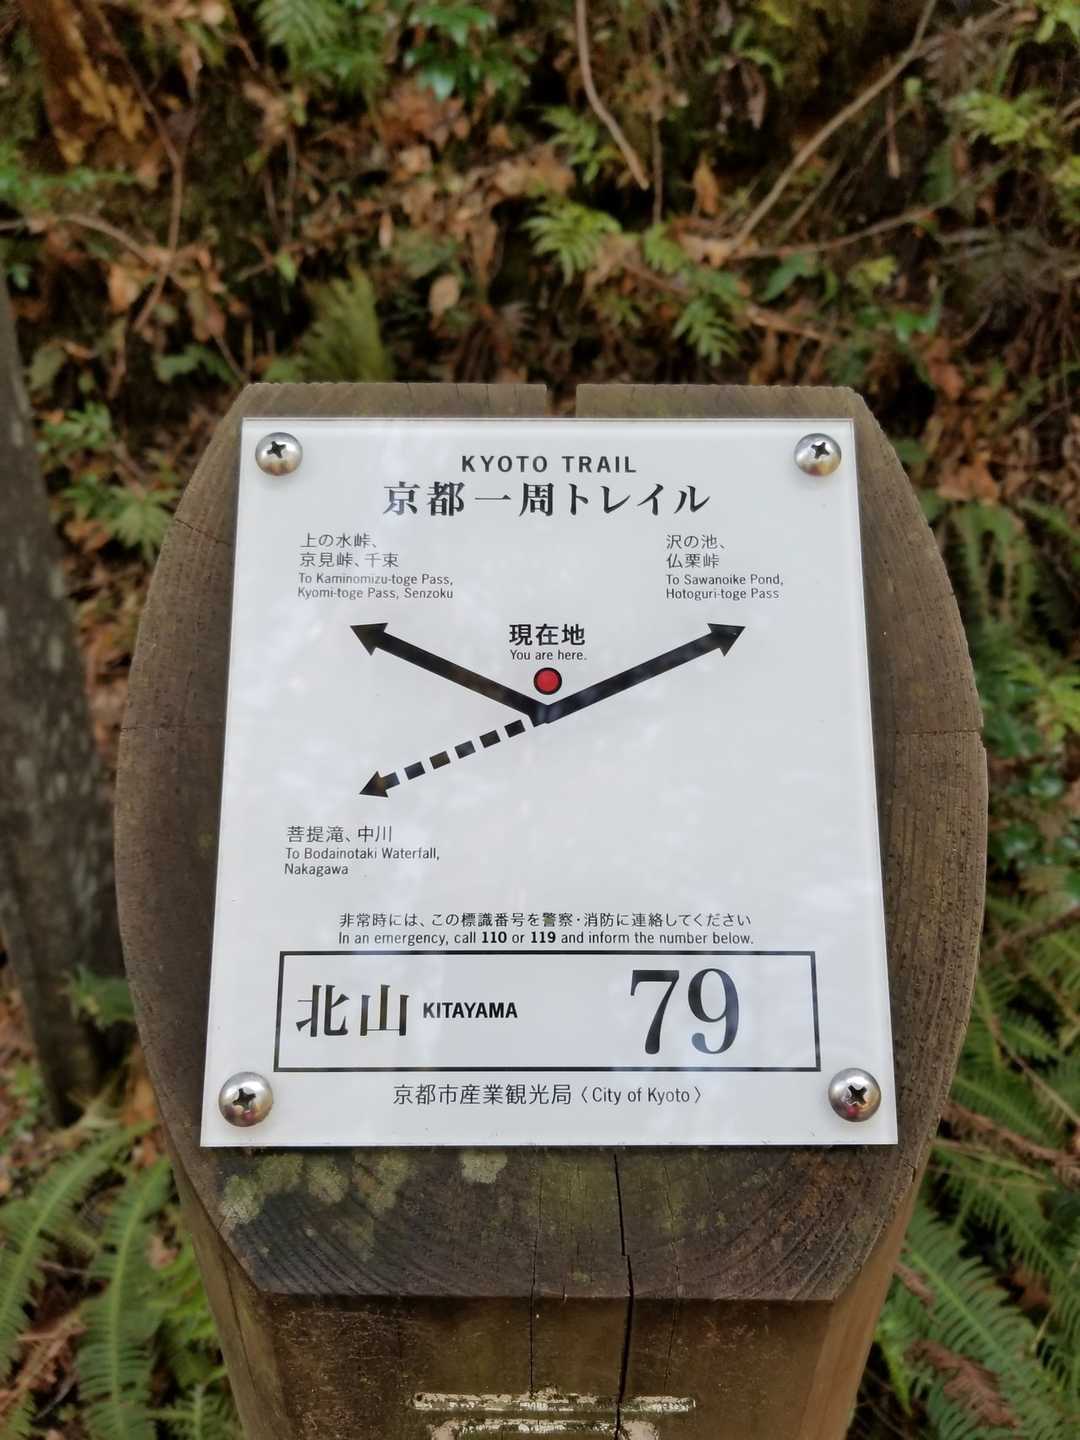 KYOTO TRAIL
京都一周トレイル
上の水峠、
京見峠、千束
To Kaminomizu-toge Pass,
Kyomi-toge Pass, Senzoku
沢の池、
仏栗峠
To Sawanoike Pond,
Hotoguri-toge Pass
現在地
You are here.
菩提滝、中川
To Bodainotaki Waterfall,
Nakagawa
非常時には、この標識番号を警察・消防に連絡してください
In an emergency, call 110 or 119 and inform the number below.
北山 KITAYAMA 79
京都市産業観光局〈City of Kyoto〉